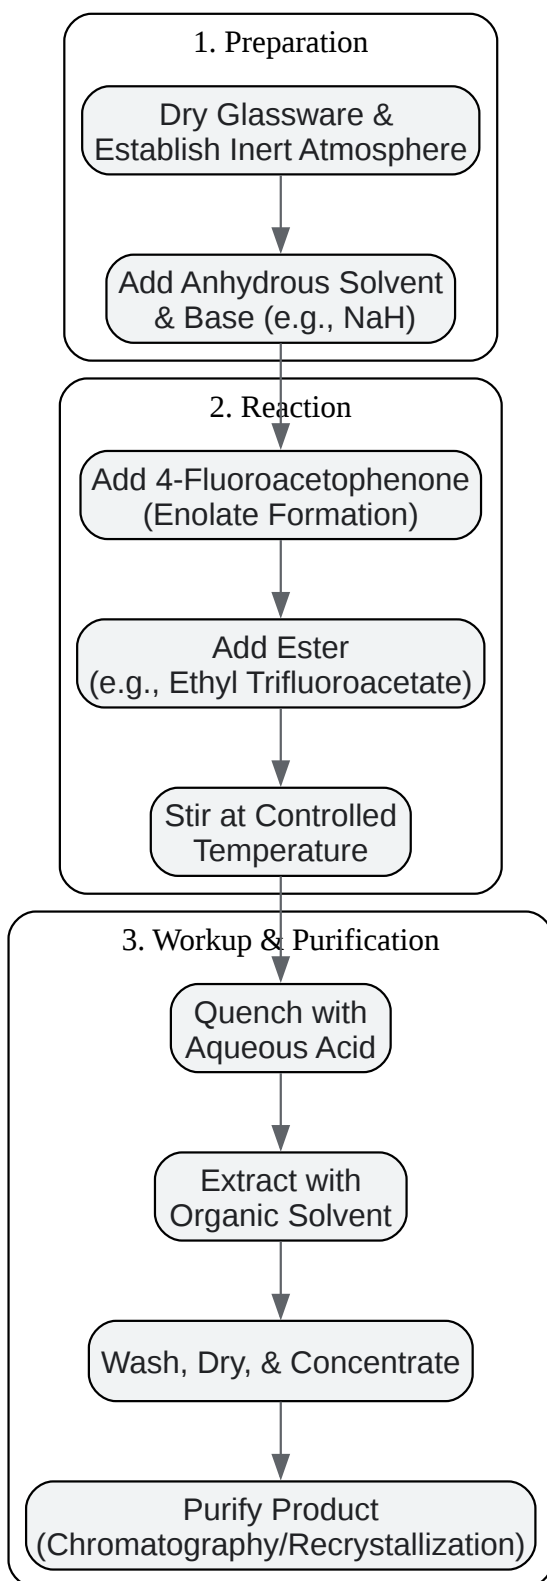 1. Preparation
Dry Glassware &
Establish Inert Atmosphere
Add Anhydrous Solvent
& Base (e.g., NaH)
2. Reaction
Add 4-Fluoroacetophenone
(Enolate Formation)
Add Ester
(e.g., Ethyl Trifluoroacetate)
Stir at Controlled
Temperature
3. Workup & Purification
Quench with
Aqueous Acid
Extract with
Organic Solvent
Wash, Dry, & Concentrate
Purify Product
(Chromatography/Recrystallization)